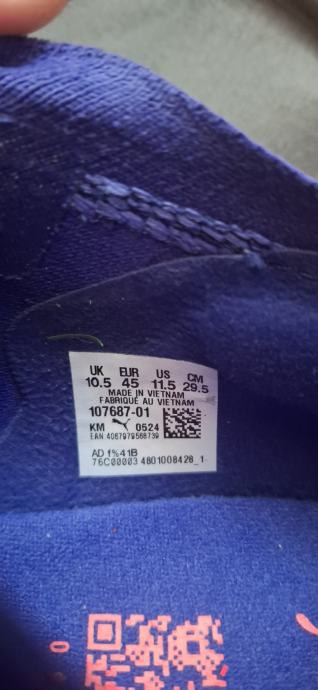 UK EUR US CM
10.5 45 11.5 29.5
MADE IN VIETNAM
FABRIQUÉ AU VIETNAM
107687-01
KM 0524
EAN 4067979568739
AD f%41B
76C00003 4801008428_1